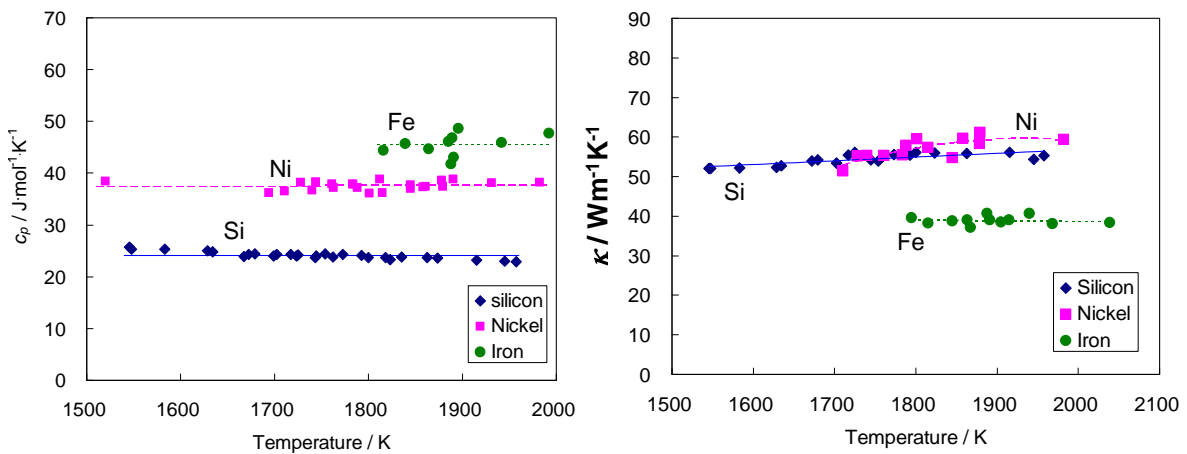 70
60
50
40
30
20
10
0
c_p / J·mol⁻¹·K⁻¹
Fe
Ni
Si
silicon
Nickel
Iron
1500 1600 1700 1800 1900 2000
Temperature / K
90
80
70
60
50
40
30
20
10
0
κ / Wm⁻¹K⁻¹
Ni
Si
Fe
Silicon
Nickel
Iron
1500 1600 1700 1800 1900 2000 2100
Temperature / K